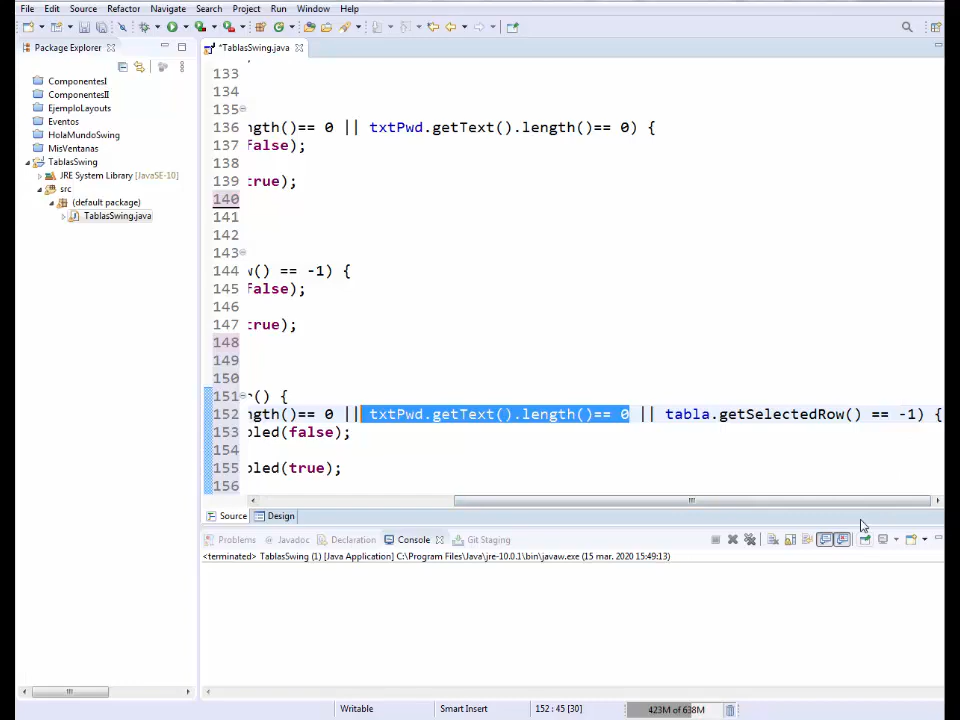 File Edit Source Refactor Navigate Search Project Run Window Help
Package Explorer
*TablasSwing.java
ComponentesI
ComponentesII
EjemploLayouts
Eventos
HolaMundoSwing
MisVentanas
TablasSwing
JRE System Library [JavaSE-10]
src
(default package)
TablasSwing.java
133
134
135
136 ngth()== 0 || txtPwd.getText().length()== 0) {
137 false);
138
139 true);
140
141
142
143
144 w() == -1) {
145 false);
146
147 true);
148
149
150
151 r() {
152 ngth()== 0 || txtPwd.getText().length()== 0 || tabla.getSelectedRow() == -1) {
153 bled(false);
154
155 bled(true);
156
Source Design
Problems Javadoc Declaration Console Git Staging
<terminated> TablasSwing (1) [Java Application] C:\Program Files\Java\jre-10.0.1\bin\javaw.exe (15 mar. 2020 15:49:13)
Writable Smart Insert 152 : 45 [30] 423M of 638M